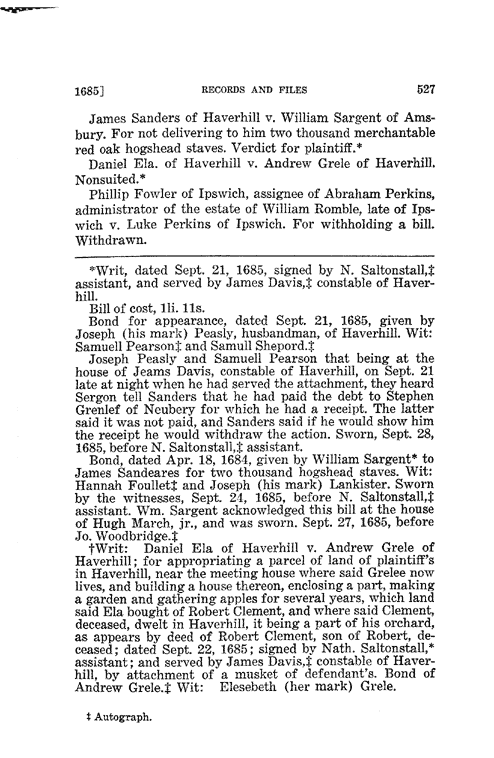 1685] RECORDS AND FILES 527
James Sanders of Haverhill v. William Sargent of Ams-
bury. For not delivering to him two thousand merchantable
red oak hogshead staves. Verdict for plaintiff.*
Daniel Ela. of Haverhill v. Andrew Grele of Haverhill.
Nonsuited.*
Phillip Fowler of Ipswich, assignee of Abraham Perkins,
administrator of the estate of William Romble, late of Ips-
wich v. Luke Perkins of Ipswich. For withholding a bill.
Withdrawn.
*Writ, dated Sept. 21, 1685, signed by N. Saltonstall,‡
assistant, and served by James Davis,‡ constable of Haver-
hill.
Bill of cost, 1li. 11s.
Bond for appearance, dated Sept. 21, 1685, given by
Joseph (his mark) Peasly, husbandman, of Haverhill. Wit:
Samuell Pearson‡ and Samull Shepord.‡
Joseph Peasly and Samuell Pearson that being at the
house of Jeams Davis, constable of Haverhill, on Sept. 21
late at night when he had served the attachment, they heard
Sergon tell Sanders that he had paid the debt to Stephen
Grenlef of Neubery for which he had a receipt. The latter
said it was not paid, and Sanders said if he would show him
the receipt he would withdraw the action. Sworn, Sept. 28,
1685, before N. Saltonstall,‡ assistant.
Bond, dated Apr. 18, 1684, given by William Sargent* to
James Sandeares for two thousand hogshead staves. Wit:
Hannah Foullet‡ and Joseph (his mark) Lankister. Sworn
by the witnesses, Sept. 24, 1685, before N. Saltonstall,‡
assistant. Wm. Sargent acknowledged this bill at the house
of Hugh March, jr., and was sworn. Sept. 27, 1685, before
Jo. Woodbridge.‡
†Writ: Daniel Ela of Haverhill v. Andrew Grele of
Haverhill; for appropriating a parcel of land of plaintiff's
in Haverhill, near the meeting house where said Grelee now
lives, and building a house thereon, enclosing a part, making
a garden and gathering apples for several years, which land
said Ela bought of Robert Clement, and where said Clement,
deceased, dwelt in Haverhill, it being a part of his orchard,
as appears by deed of Robert Clement, son of Robert, de-
ceased; dated Sept. 22, 1685; signed by Nath. Saltonstall,*
assistant; and served by James Davis,‡ constable of Haver-
hill, by attachment of a musket of defendant's. Bond of
Andrew Grele.‡ Wit: Elesebeth (her mark) Grele.
‡ Autograph.